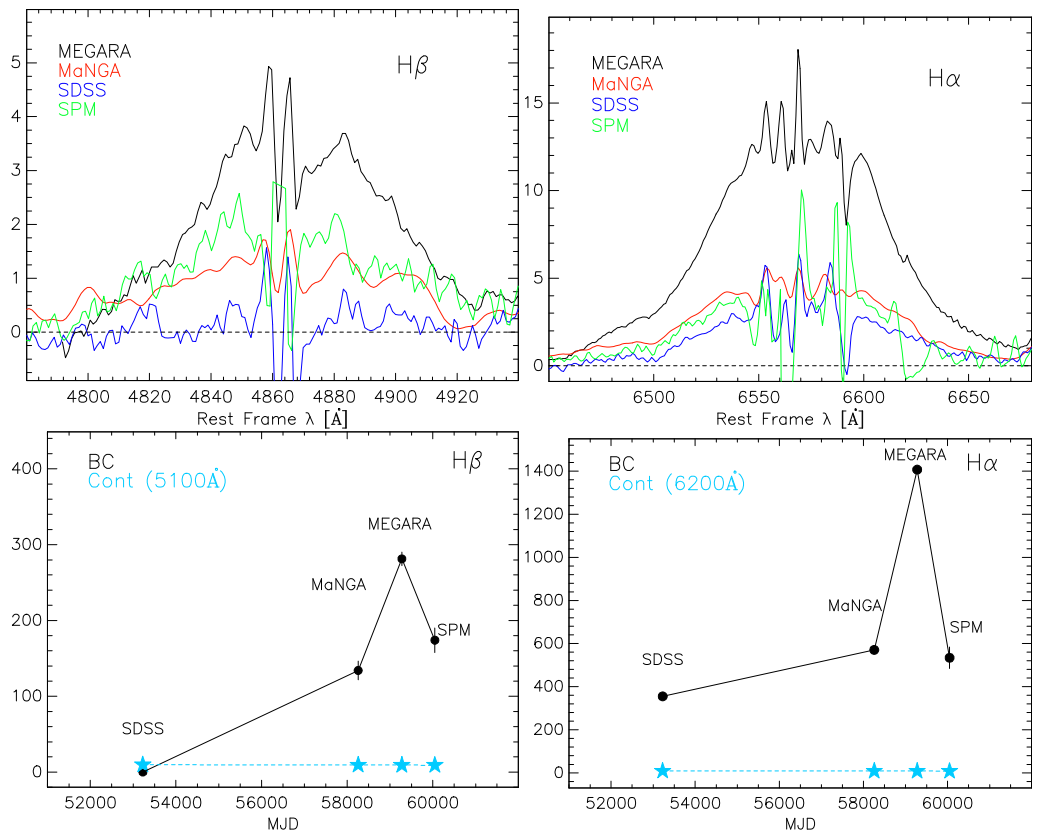 MEGARA
MaNGA
SDSS
SPM
Hβ
5
4
3
2
1
0
4800 4820 4840 4860 4880 4900 4920
Rest Frame λ [Å]
MEGARA
MaNGA
SDSS
SPM
Hα
15
10
5
0
6500 6550 6600 6650
Rest Frame λ [Å]
BC
Cont (5100Å)
Hβ
MEGARA
MaNGA
SPM
SDSS
400
300
200
100
0
52000 54000 56000 58000 60000
MJD
BC
Cont (6200Å)
MEGARA
Hα
MaNGA
SPM
SDSS
1400
1200
1000
800
600
400
200
0
52000 54000 56000 58000 60000
MJD